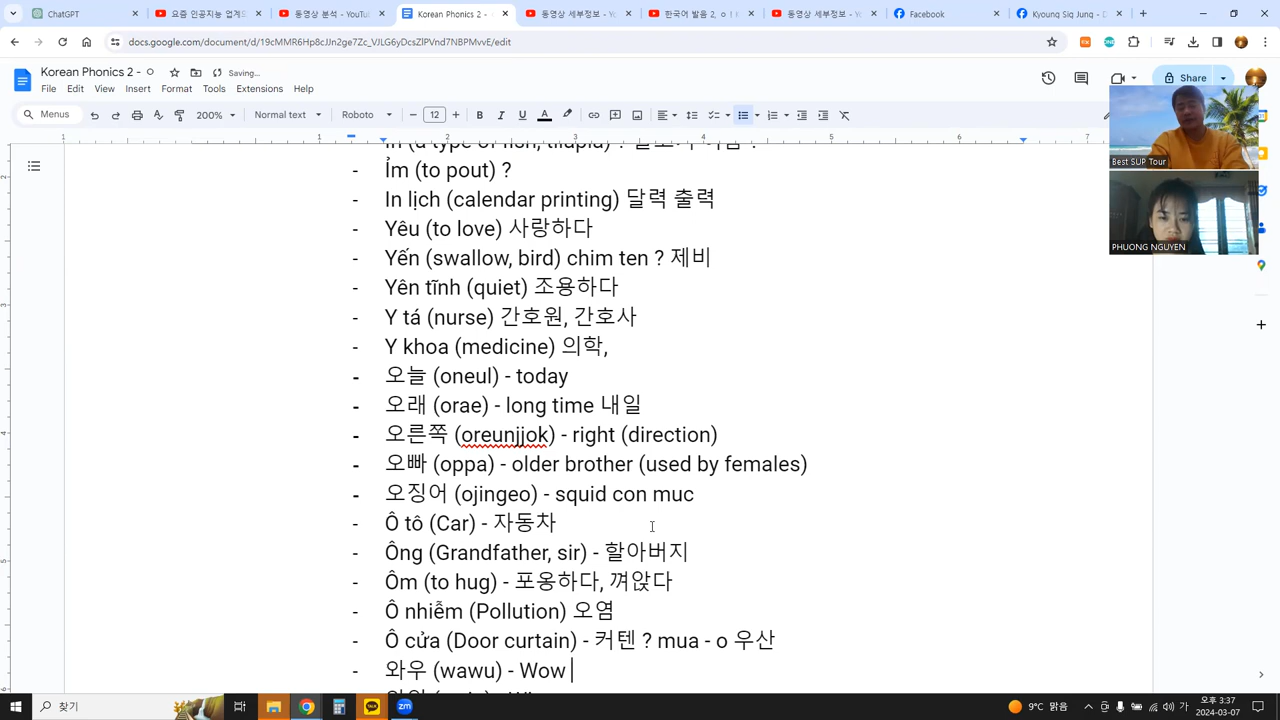 ChatGPT
요즘 인공지능 업계의
동영상 분석 - YouTu
Korean Phonics 2 -
동영상 세부정보 - Yo
한국어 발음 2, ㅇ |
동영상 세부정보 - Yo
Facebook
Kyoung Sig Jung - D
docs.google.com/document/d/19cMMR6Hp8cJJn2ge7Zc_VJLG6yDcsZlPVnd7NBPMvvE/edit
Korean Phonics 2 - ㅇ
Saving...
File Edit View Insert Format Tools Extensions Help
Share
Menus 200% Normal text Roboto 12
- Ỉm (to pout) ?
- In lịch (calendar printing) 달력 출력
- Yêu (to love) 사랑하다
- Yến (swallow, bird) chim ten ? 제비
- Yên tĩnh (quiet) 조용하다
- Y tá (nurse) 간호원, 간호사
- Y khoa (medicine) 의학,
- 오늘 (oneul) - today
- 오래 (orae) - long time 내일
- 오른쪽 (oreunjjok) - right (direction)
- 오빠 (oppa) - older brother (used by females)
- 오징어 (ojingeo) - squid con muc
- Ô tô (Car) - 자동차
- Ông (Grandfather, sir) - 할아버지
- Ôm (to hug) - 포옹하다, 껴앉다
- Ô nhiễm (Pollution) 오염
- Ô cửa (Door curtain) - 커텐 ? mua - o 우산
- 와우 (wawu) - Wow
Best SUP Tour
PHUONG NGUYEN
찾기
9°C 맑음
가
오후 3:37
2024-03-07